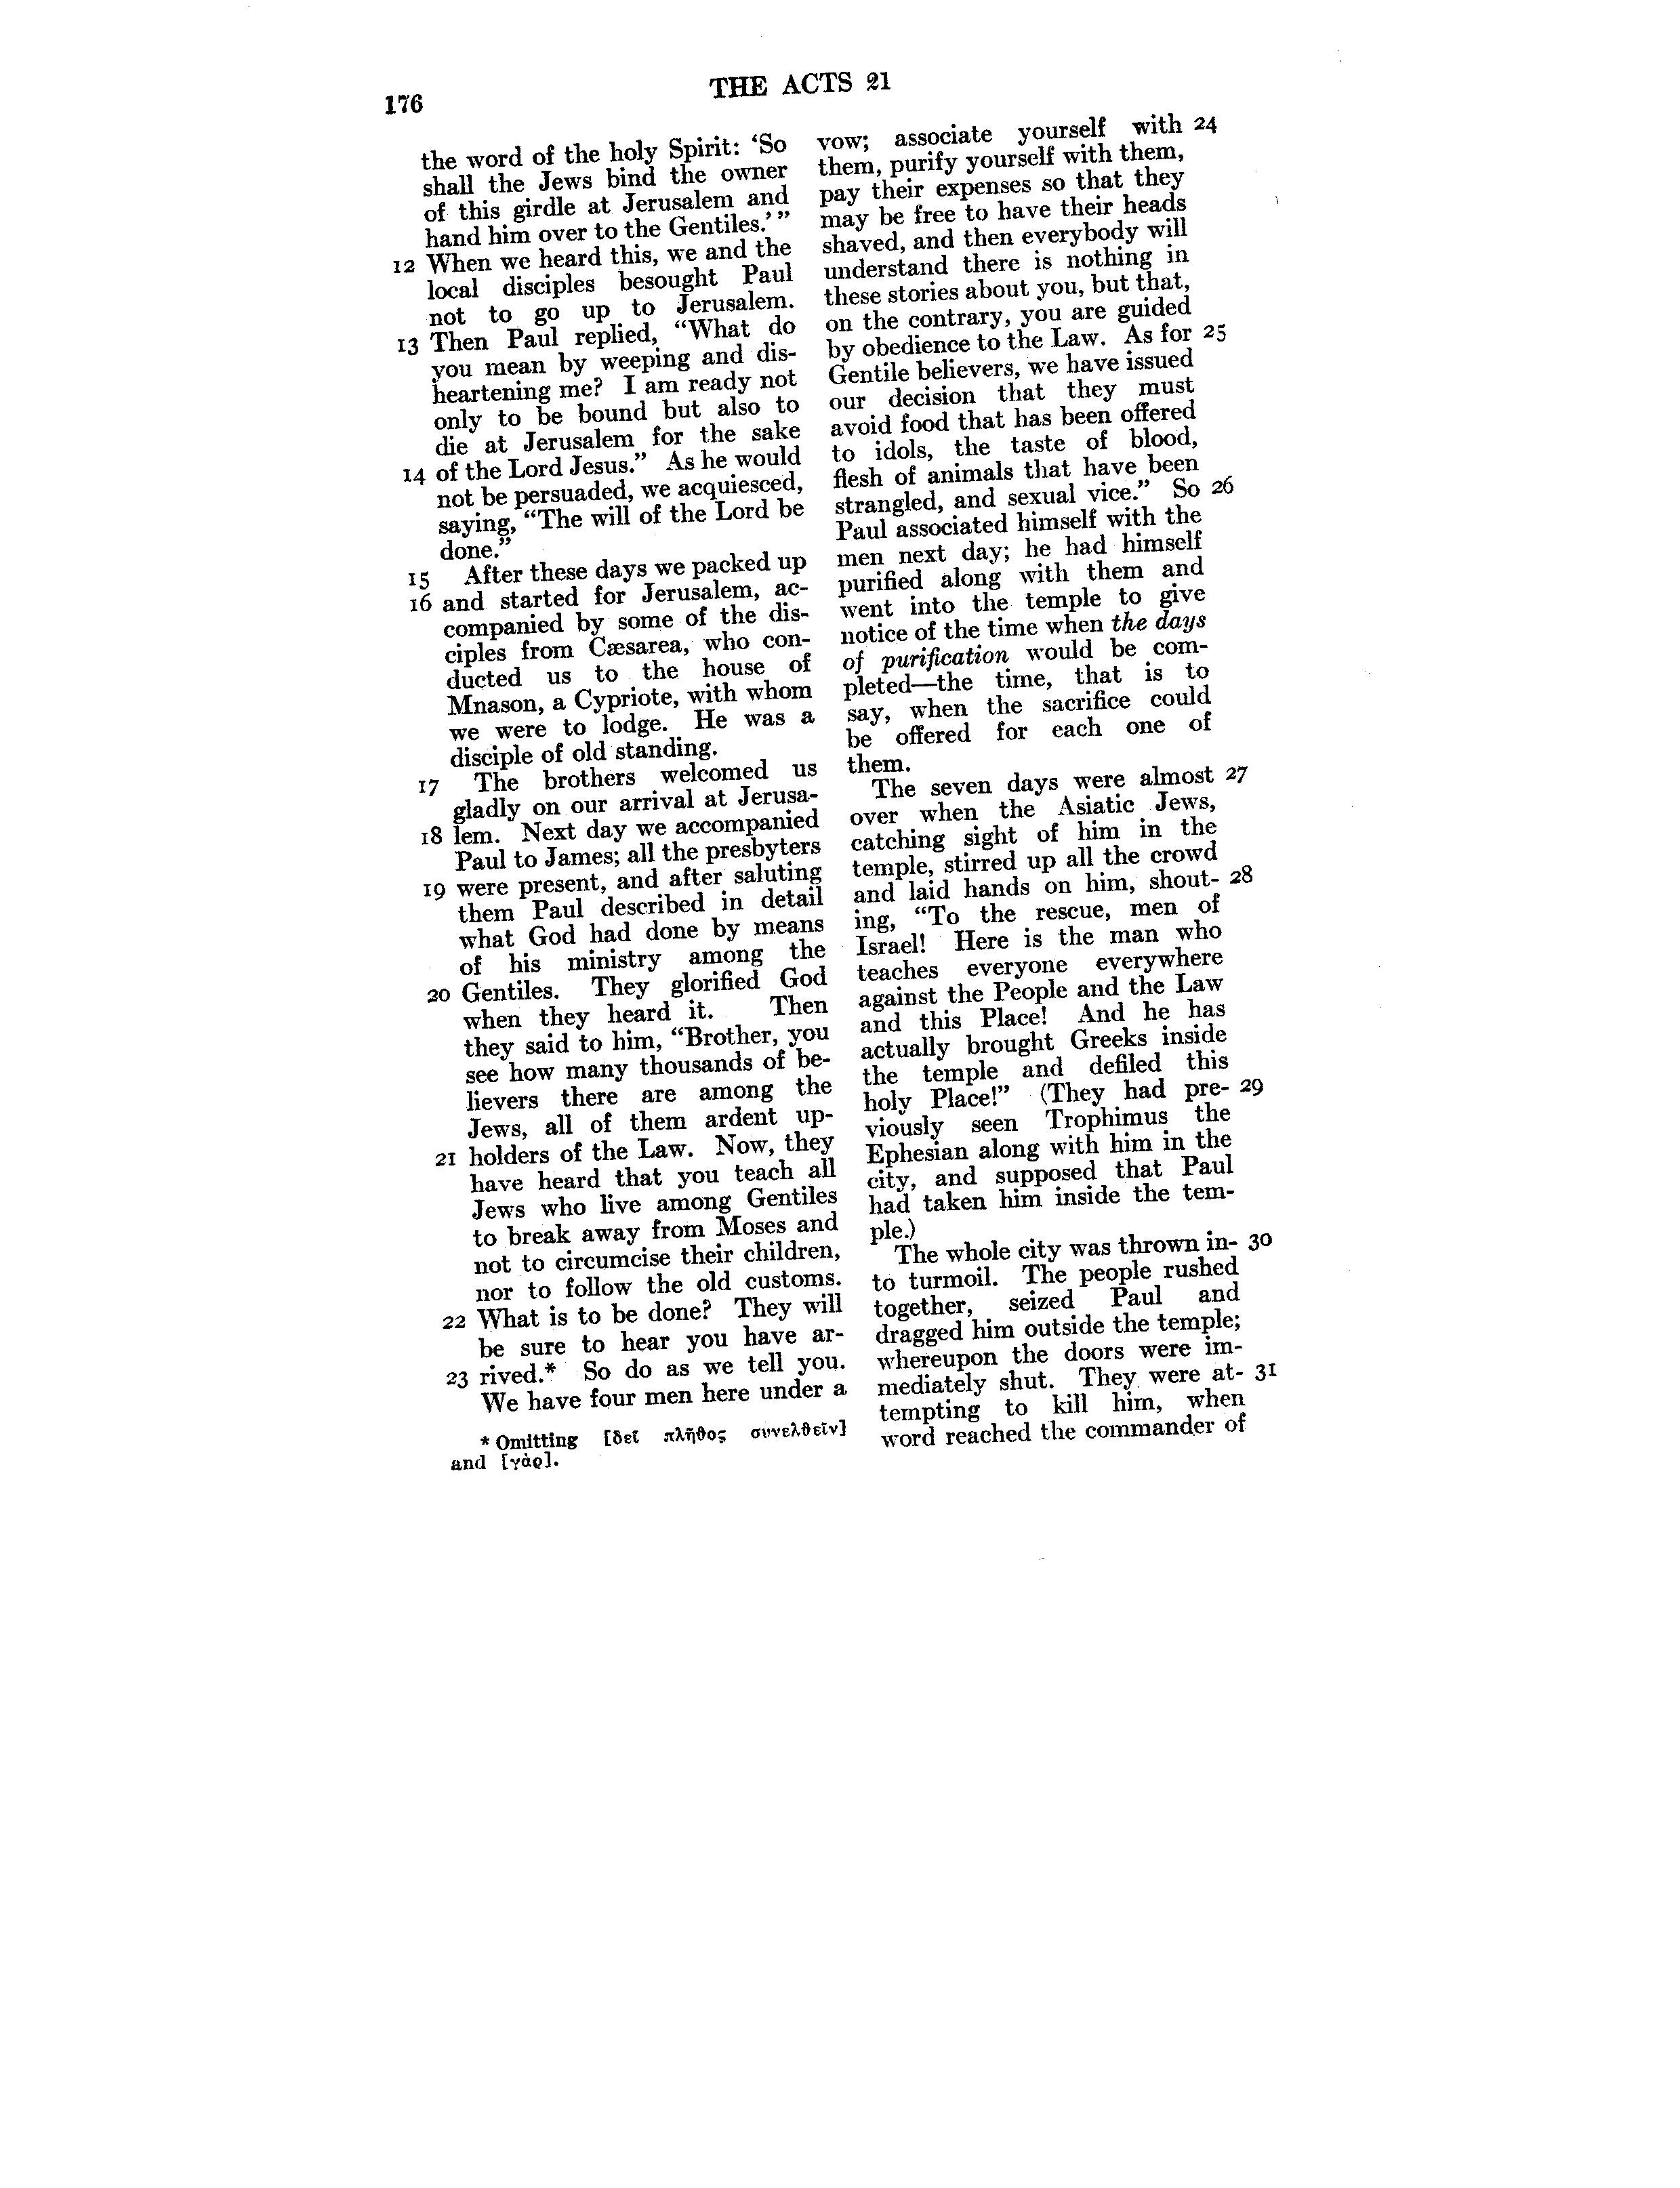 176
THE ACTS 21
the word of the holy Spirit: ‘So
shall the Jews bind the owner
of this girdle at Jerusalem and
hand him over to the Gentiles.’”
12 When we heard this, we and the
local disciples besought Paul
not to go up to Jerusalem.
13 Then Paul replied, “What do
you mean by weeping and dis-
heartening me? I am ready not
only to be bound but also to
die at Jerusalem for the sake
14 of the Lord Jesus.” As he would
not be persuaded, we acquiesced,
saying, “The will of the Lord be
done.”
15 After these days we packed up
16 and started for Jerusalem, ac-
companied by some of the dis-
ciples from Cæsarea, who con-
ducted us to the house of
Mnason, a Cypriote, with whom
we were to lodge. He was a
disciple of old standing.
17 The brothers welcomed us
gladly on our arrival at Jerusa-
18 lem. Next day we accompanied
Paul to James; all the presbyters
19 were present, and after saluting
them Paul described in detail
what God had done by means
of his ministry among the
20 Gentiles. They glorified God
when they heard it. Then
they said to him, “Brother, you
see how many thousands of be-
lievers there are among the
Jews, all of them ardent up-
21 holders of the Law. Now, they
have heard that you teach all
Jews who live among Gentiles
to break away from Moses and
not to circumcise their children,
nor to follow the old customs.
22 What is to be done? They will
be sure to hear you have ar-
23 rived.* So do as we tell you.
We have four men here under a
* Omitting [δεῖ πλῆθος συνελθεῖν]
and [γὰρ].
vow; associate yourself with 24
them, purify yourself with them,
pay their expenses so that they
may be free to have their heads
shaved, and then everybody will
understand there is nothing in
these stories about you, but that,
on the contrary, you are guided
by obedience to the Law. As for 25
Gentile believers, we have issued
our decision that they must
avoid food that has been offered
to idols, the taste of blood,
flesh of animals that have been
strangled, and sexual vice.” So 26
Paul associated himself with the
men next day; he had himself
purified along with them and
went into the temple to give
notice of the time when the days
of purification would be com-
pleted—the time, that is to
say, when the sacrifice could
be offered for each one of
them.
The seven days were almost 27
over when the Asiatic Jews,
catching sight of him in the
temple, stirred up all the crowd
and laid hands on him, shout- 28
ing, “To the rescue, men of
Israel! Here is the man who
teaches everyone everywhere
against the People and the Law
and this Place! And he has
actually brought Greeks inside
the temple and defiled this
holy Place!” (They had pre- 29
viously seen Trophimus the
Ephesian along with him in the
city, and supposed that Paul
had taken him inside the tem-
ple.)
The whole city was thrown in- 30
to turmoil. The people rushed
together, seized Paul and
dragged him outside the temple;
whereupon the doors were im-
mediately shut. They were at- 31
tempting to kill him, when
word reached the commander of